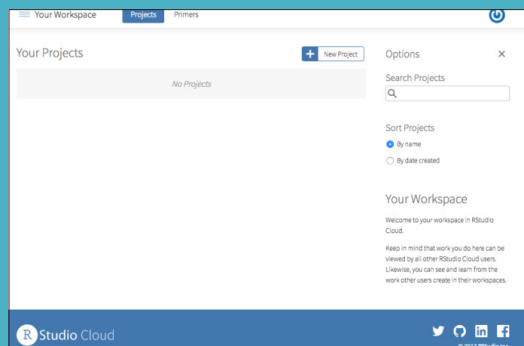 Your Workspace Projects Primers
Your Projects
New Project
No Projects
Options
Search Projects
Sort Projects
By name
By date created
Your Workspace
Welcome to your workspace in RStudio
Cloud.
Keep in mind that work you do here can be
viewed by all other RStudio Cloud users.
Likewise, you can see and learn from the
work other users create in their workspaces.
R Studio Cloud